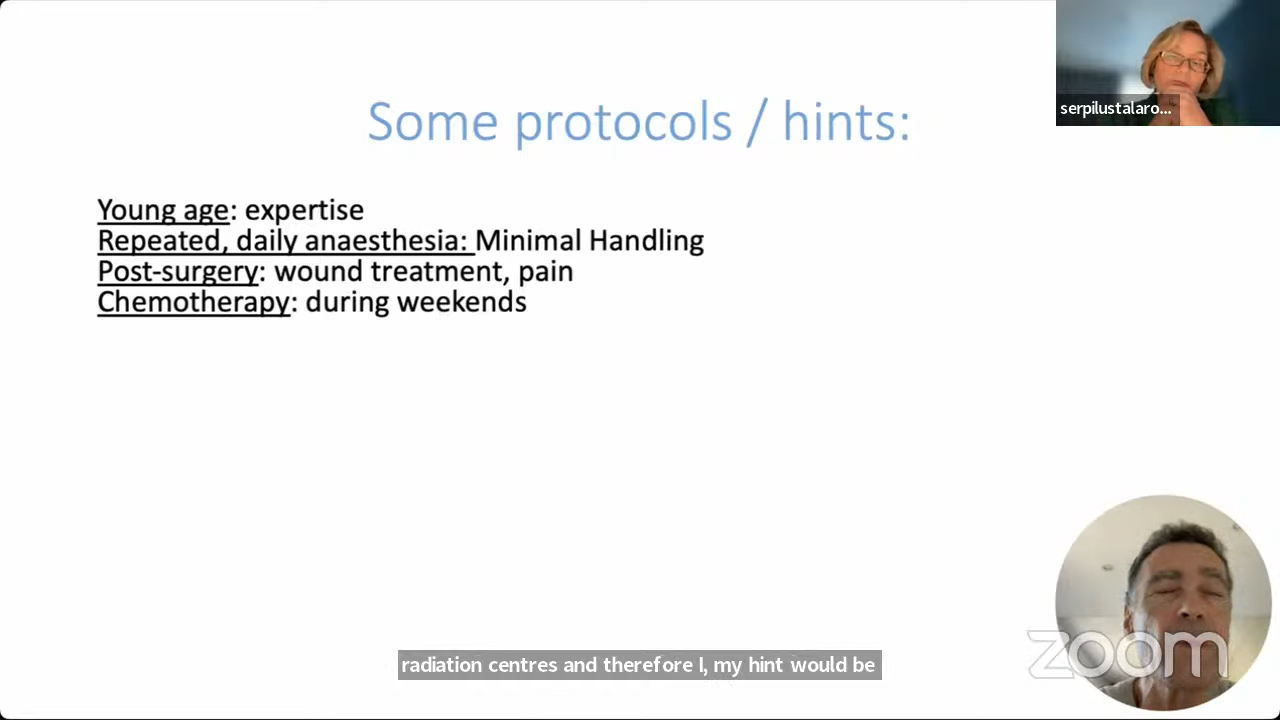 serpilustalaro...
Some protocols / hints:
Young age: expertise
Repeated, daily anaesthesia: Minimal Handling
Post-surgery: wound treatment, pain
Chemotherapy: during weekends
radiation centres and therefore I, my hint would be
zoom